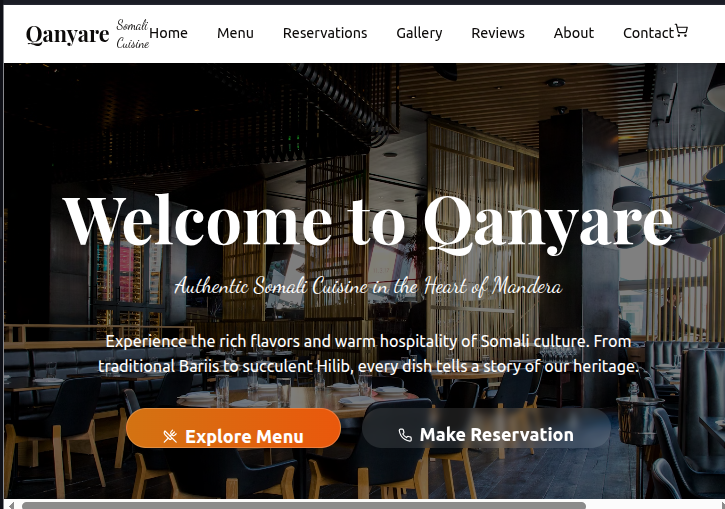 Qanyare Somali Cuisine Home Menu Reservations Gallery Reviews About Contact
Welcome to Qanyare
Authentic Somali Cuisine in the Heart of Mandera
Experience the rich flavors and warm hospitality of Somali culture. From
traditional Bariis to succulent Hilib, every dish tells a story of our heritage.
Explore Menu Make Reservation